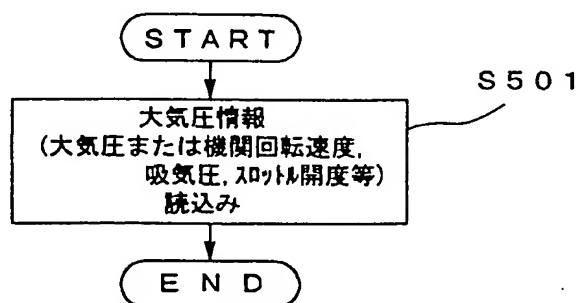 START
S501
大気圧情報
(大気圧または機関回転速度,
吸気圧,スロットル開度等)
読込み
END